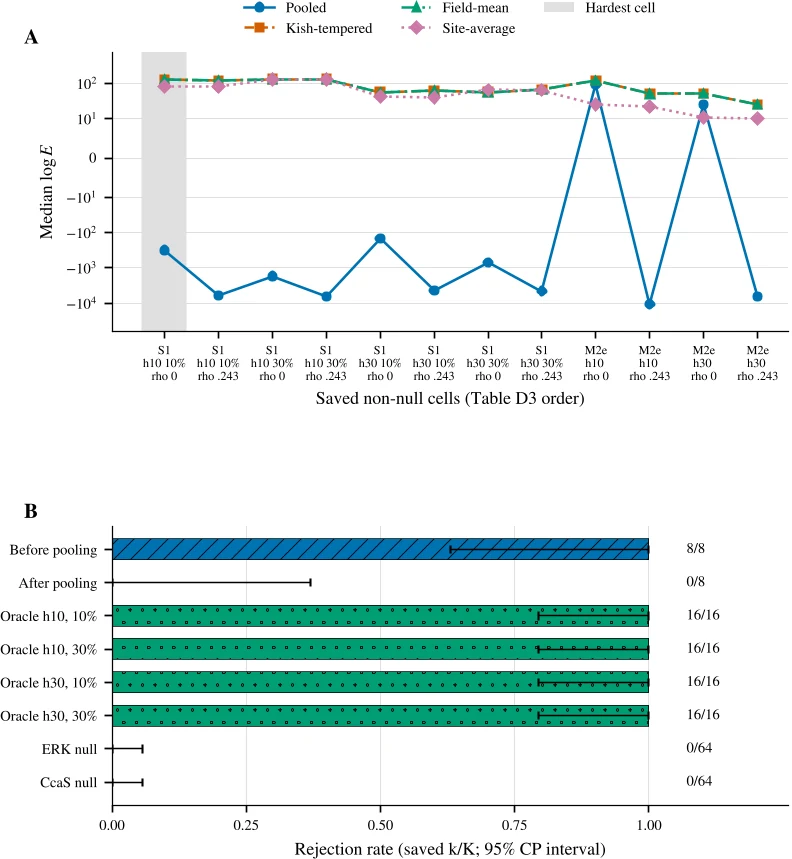 Pooled
Field-mean
Hardest cell
Kish-tempered
Site-average
A
10²
10¹
0
−10¹
−10²
−10³
−10⁴
Median log E
S1 h10 10% rho 0
S1 h10 10% rho .243
S1 h10 30% rho 0
S1 h10 30% rho .243
S1 h30 10% rho 0
S1 h30 10% rho .243
S1 h30 30% rho 0
S1 h30 30% rho .243
M2e h10 rho 0
M2e h10 rho .243
M2e h30 rho 0
M2e h30 rho .243
Saved non-null cells (Table D3 order)
B
Before pooling 8/8
After pooling 0/8
Oracle h10, 10% 16/16
Oracle h10, 30% 16/16
Oracle h30, 10% 16/16
Oracle h30, 30% 16/16
ERK null 0/64
CcaS null 0/64
0.00 0.25 0.50 0.75 1.00
Rejection rate (saved k/K; 95% CP interval)